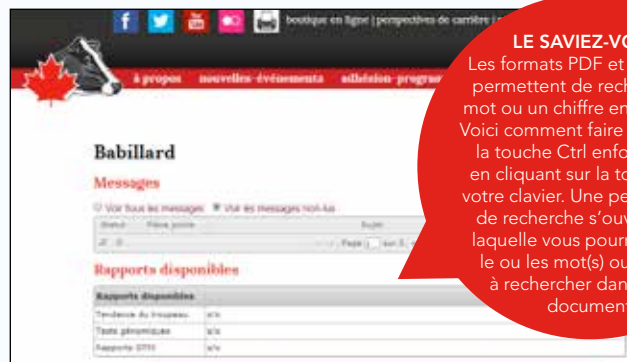 boutique en ligne | perspectives de carrière |
à propos nouvelles-événements adhésion-program
Babillard
Messages
Voir tous les messages Voir les messages non-lus
Statut Pièce jointe Sujet
Page sur
Rapports disponibles
Rapports disponibles
Tendance du troupeau n/a
Tests génomiques n/a
Rapports GTH n/a
LE SAVIEZ-VO
Les formats PDF et
permettent de rech
mot ou un chiffre en
Voici comment faire
la touche Ctrl enfo
en cliquant sur la to
votre clavier. Une pe
de recherche s'ouv
laquelle vous pourr
le ou les mot(s) ou
à rechercher dan
document